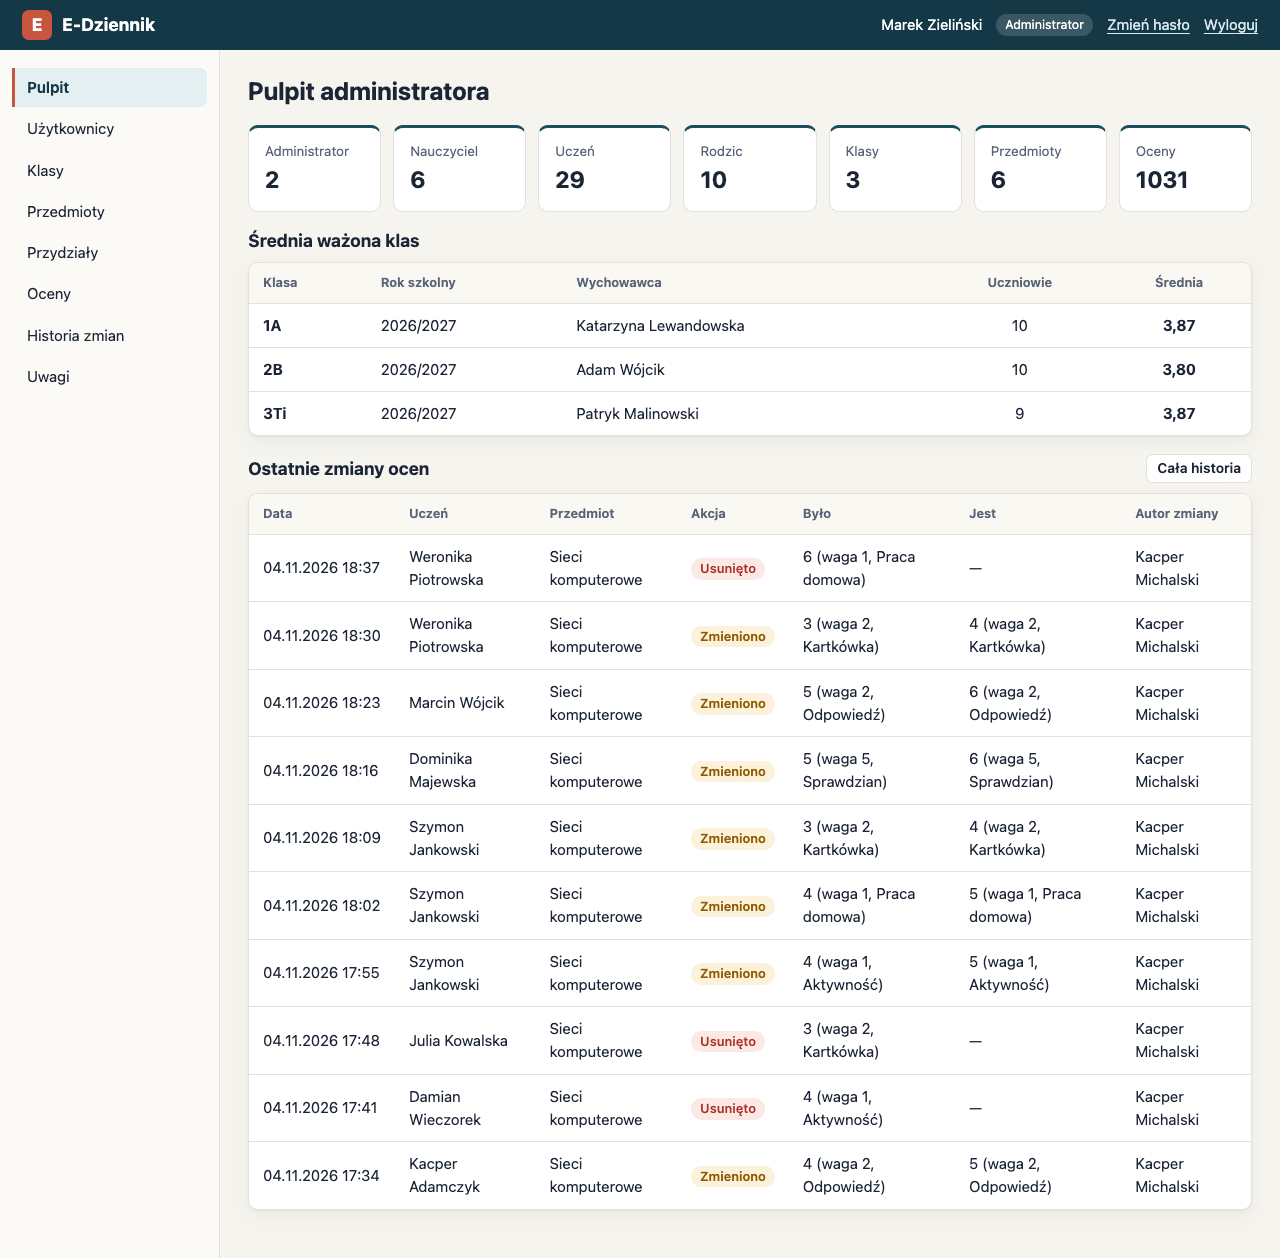 E E-Dziennik Marek Zieliński Administrator Zmień hasło Wyloguj
Pulpit
Użytkownicy
Klasy
Przedmioty
Przydziały
Oceny
Historia zmian
Uwagi
Pulpit administratora
Administrator Nauczyciel Uczeń Rodzic Klasy Przedmioty Oceny
2 6 29 10 3 6 1031
Średnia ważona klas
Klasa Rok szkolny Wychowawca Uczniowie Średnia
1A 2026/2027 Katarzyna Lewandowska 10 3,87
2B 2026/2027 Adam Wójcik 10 3,80
3Ti 2026/2027 Patryk Malinowski 9 3,87
Ostatnie zmiany ocen Cała historia
Data Uczeń Przedmiot Akcja Było Jest Autor zmiany
04.11.2026 18:37 Weronika Piotrowska Sieci komputerowe Usunięto 6 (waga 1, Praca domowa) — Kacper Michalski
04.11.2026 18:30 Weronika Piotrowska Sieci komputerowe Zmieniono 3 (waga 2, Kartkówka) 4 (waga 2, Kartkówka) Kacper Michalski
04.11.2026 18:23 Marcin Wójcik Sieci komputerowe Zmieniono 5 (waga 2, Odpowiedź) 6 (waga 2, Odpowiedź) Kacper Michalski
04.11.2026 18:16 Dominika Majewska Sieci komputerowe Zmieniono 5 (waga 5, Sprawdzian) 6 (waga 5, Sprawdzian) Kacper Michalski
04.11.2026 18:09 Szymon Jankowski Sieci komputerowe Zmieniono 3 (waga 2, Kartkówka) 4 (waga 2, Kartkówka) Kacper Michalski
04.11.2026 18:02 Szymon Jankowski Sieci komputerowe Zmieniono 4 (waga 1, Praca domowa) 5 (waga 1, Praca domowa) Kacper Michalski
04.11.2026 17:55 Szymon Jankowski Sieci komputerowe Zmieniono 4 (waga 1, Aktywność) 5 (waga 1, Aktywność) Kacper Michalski
04.11.2026 17:48 Julia Kowalska Sieci komputerowe Usunięto 3 (waga 2, Kartkówka) — Kacper Michalski
04.11.2026 17:41 Damian Wieczorek Sieci komputerowe Usunięto 4 (waga 1, Aktywność) — Kacper Michalski
04.11.2026 17:34 Kacper Adamczyk Sieci komputerowe Zmieniono 4 (waga 2, Odpowiedź) 5 (waga 2, Odpowiedź) Kacper Michalski